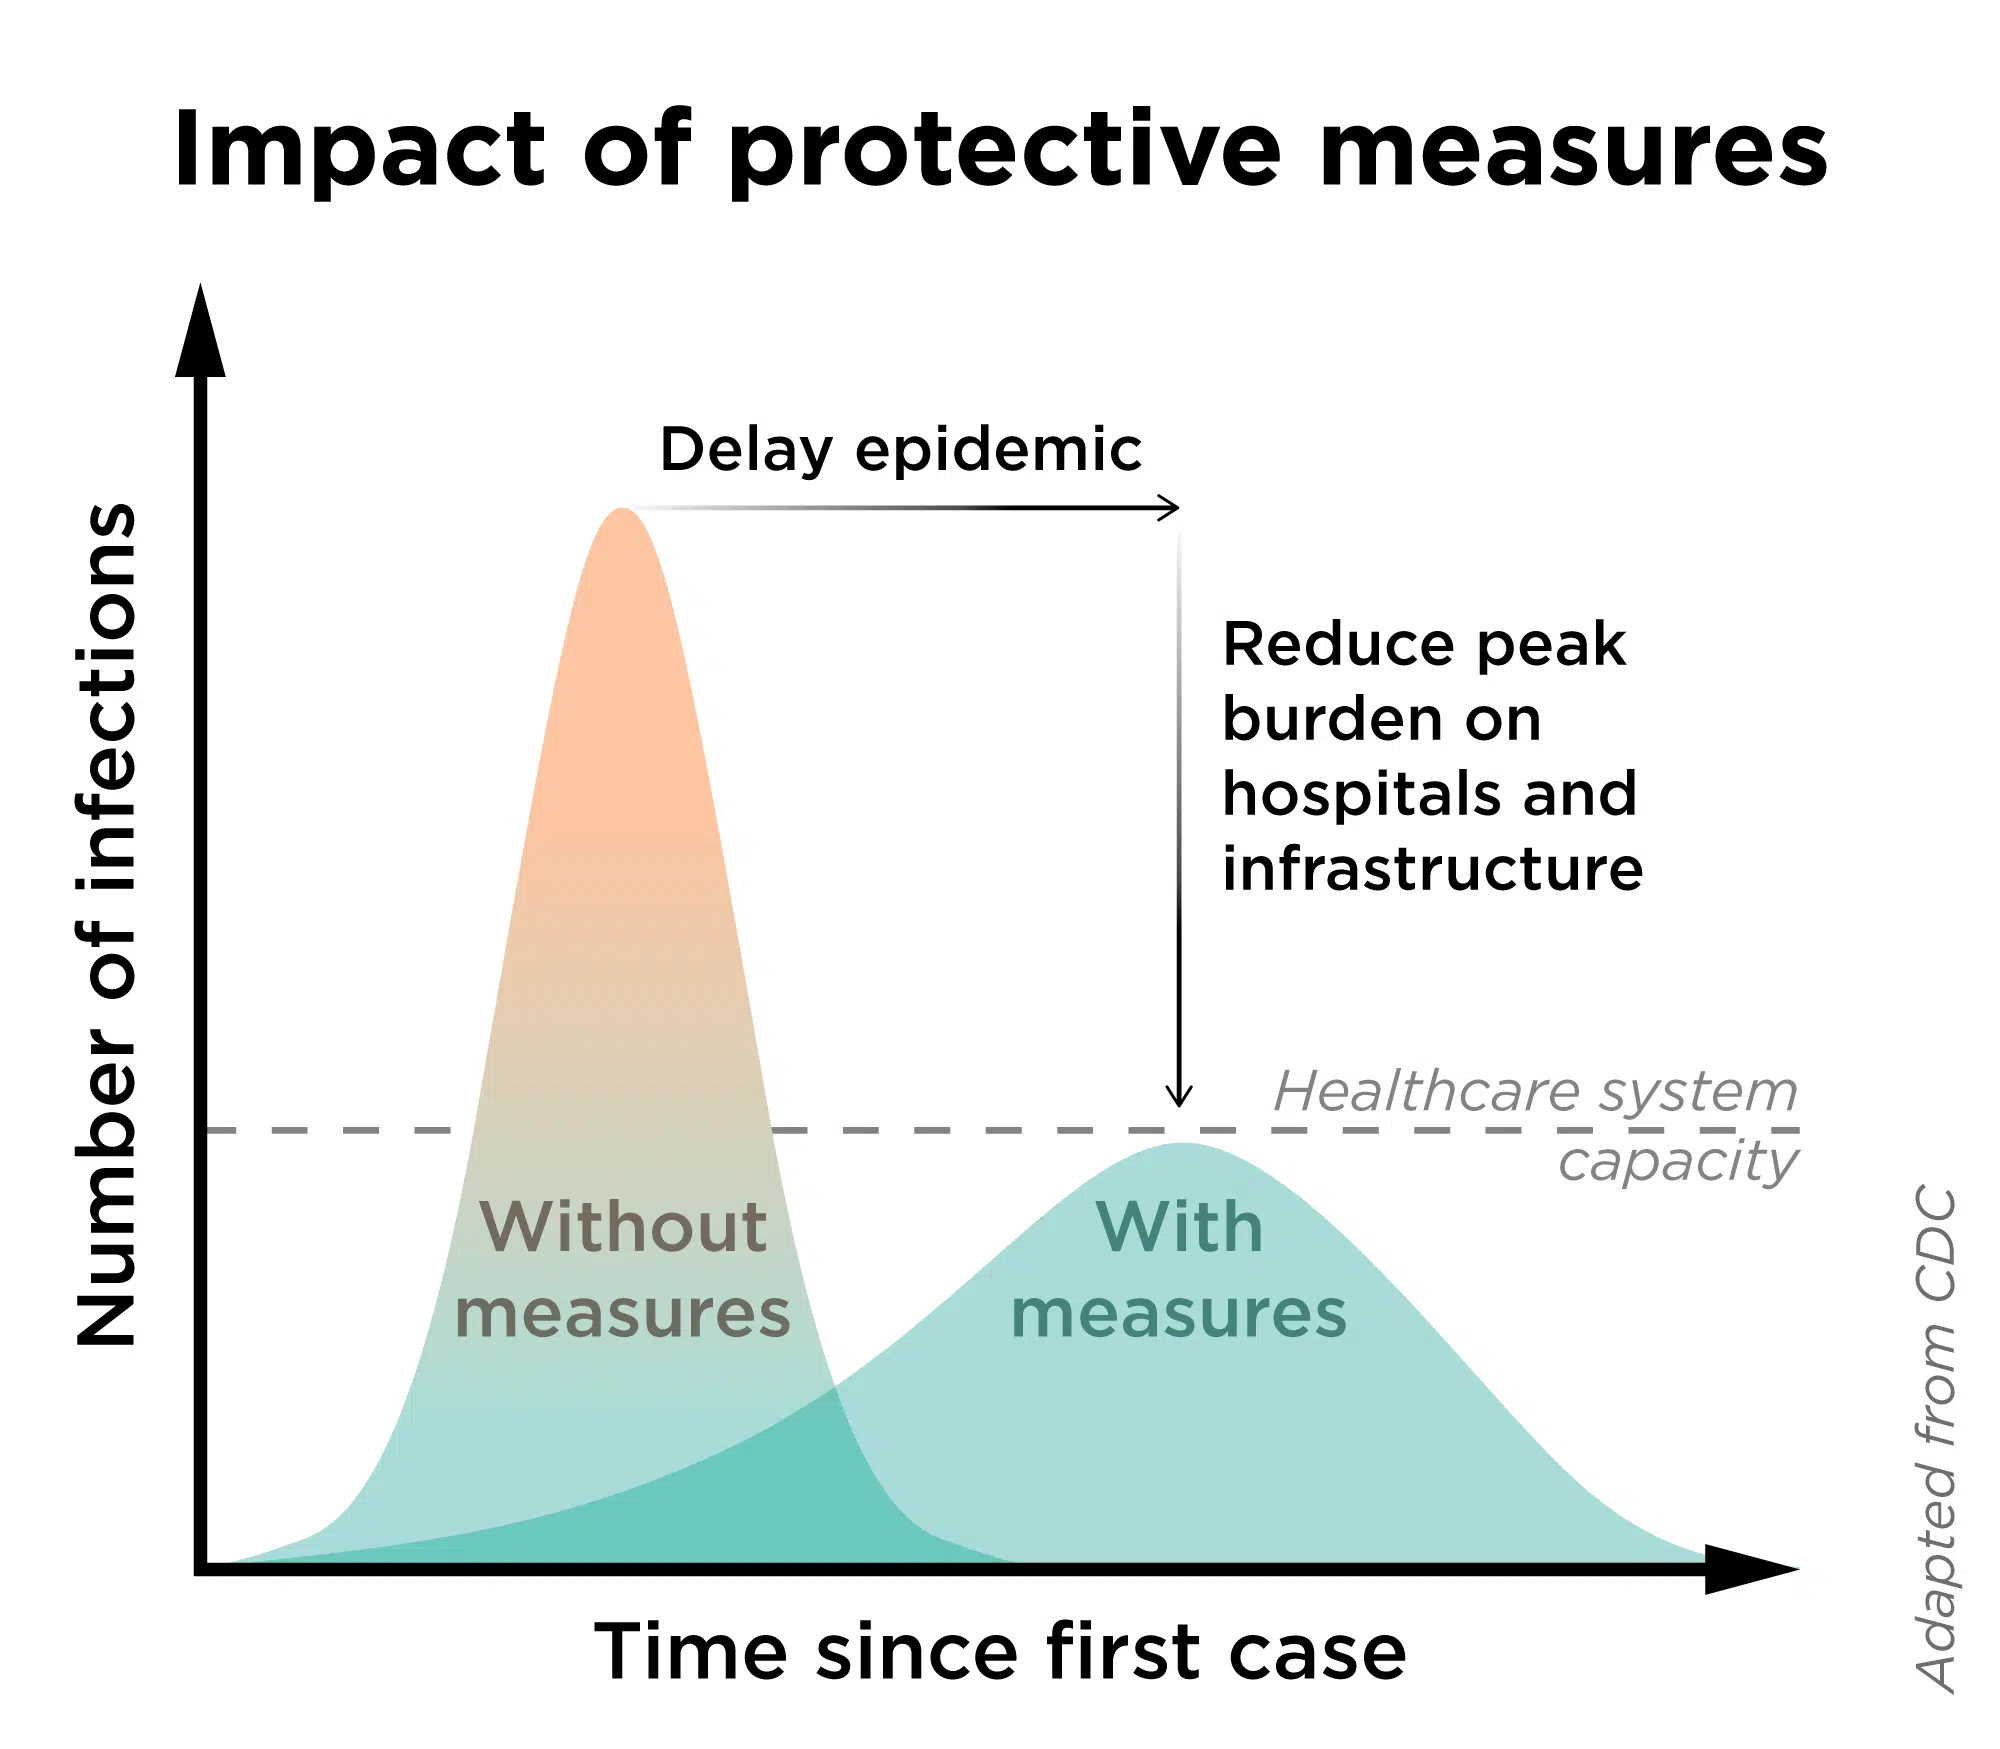 Impact of protective measures
Number of infections
Delay epidemic
Reduce peak
burden on
hospitals and
infrastructure
Healthcare system
capacity
Without
measures
With
measures
Time since first case
Adapted from CDC